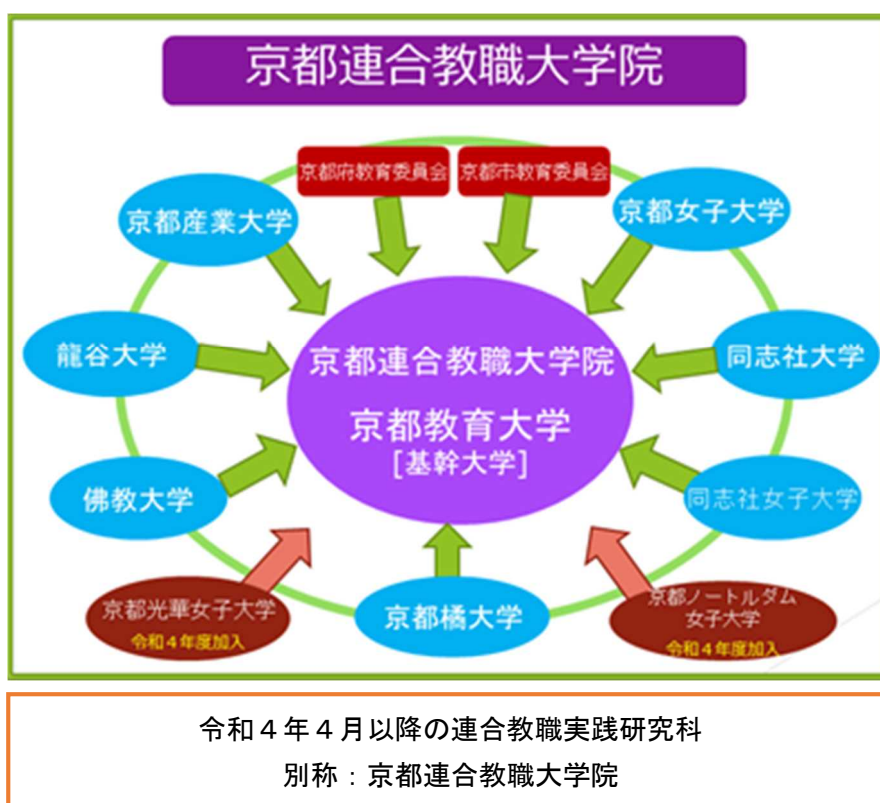 京都連合教職大学院
京都府教育委員会
京都市教育委員会
京都産業大学
京都女子大学
龍谷大学
京都連合教職大学院
同志社大学
京都教育大学
[基幹大学]
佛教大学
同志社女子大学
京都光華女子大学
令和４年度加入
京都橘大学
京都ノートルダム
女子大学
令和４年度加入
令和４年４月以降の連合教職実践研究科
別称：京都連合教職大学院